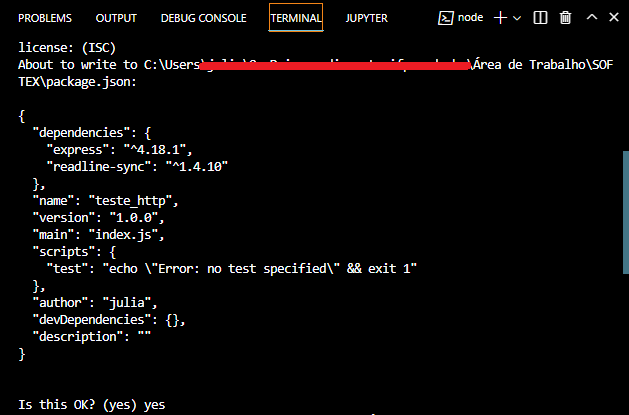 PROBLEMS OUTPUT DEBUG CONSOLE TERMINAL JUPYTER node
license: (ISC)
About to write to C:\Users\Área de Trabalho\SOF
TEX\package.json:
{
"dependencies": {
"express": "^4.18.1",
"readline-sync": "^1.4.10"
},
"name": "teste_http",
"version": "1.0.0",
"main": "index.js",
"scripts": {
"test": "echo \"Error: no test specified\" && exit 1"
},
"author": "julia",
"devDependencies": {},
"description": ""
}
Is this OK? (yes) yes